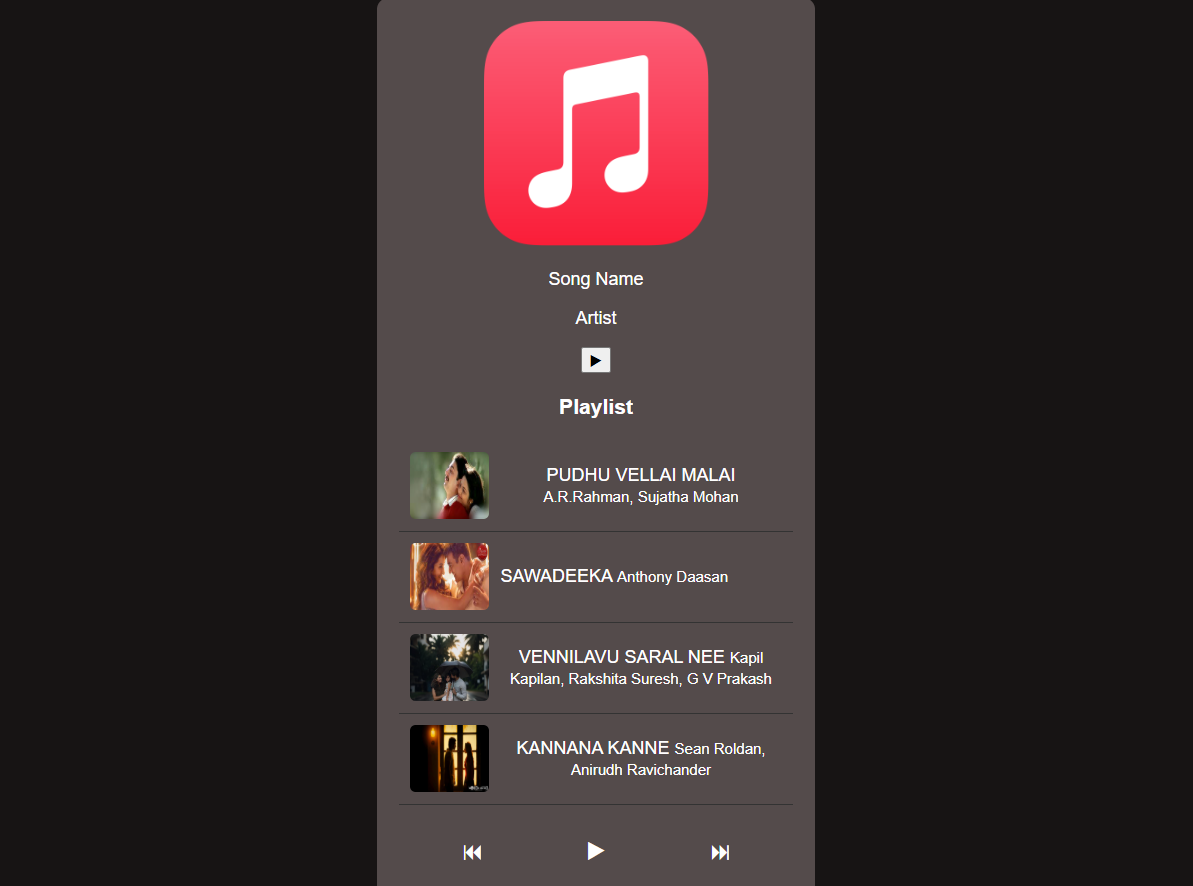 Song Name
Artist
Playlist
PUDHU VELLAI MALAI
A.R.Rahman, Sujatha Mohan
SAWADEEKA Anthony Daasan
VENNILAVU SARAL NEE Kapil
Kapilan, Rakshita Suresh, G V Prakash
KANNANA KANNE Sean Roldan,
Anirudh Ravichander